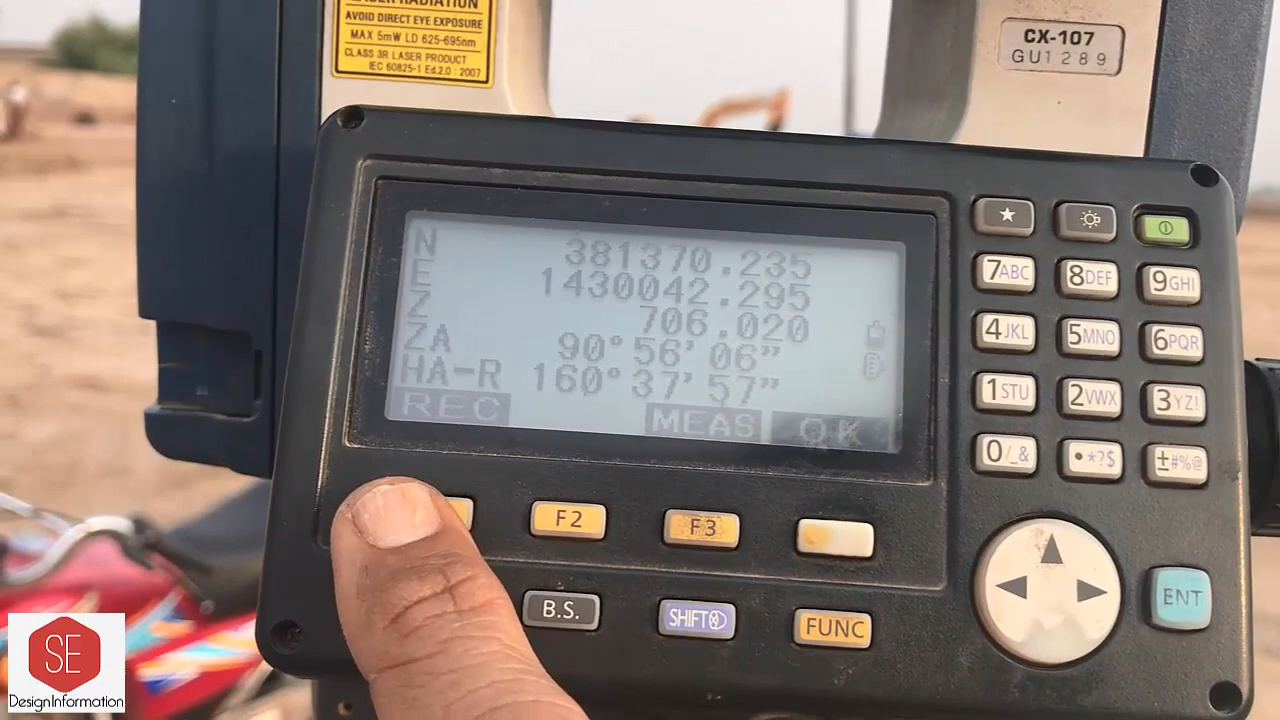 LASER RADIATION
AVOID DIRECT EYE EXPOSURE
MAX 5mW LD 625-695nm
CLASS 3R LASER PRODUCT
IEC 60825-1 Ed.2.0 : 2007
CX-107
GU1289
N 381370.235
E 1430042.295
Z 706.020
ZA 90°56'06"
HA-R 160°37'57"
REC MEAS OK
★
7ABC 8DEF 9GHI
4JKL 5MNO 6PQR
1STU 2VWX 3YZ!
0/_& •*?$ ±#%@
F2 F3
B.S. SHIFT FUNC
ENT
SE
DesignInformation